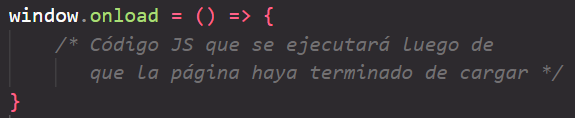 window.onload = () => {
/* Código JS que se ejecutará luego de
que la página haya terminado de cargar */
}